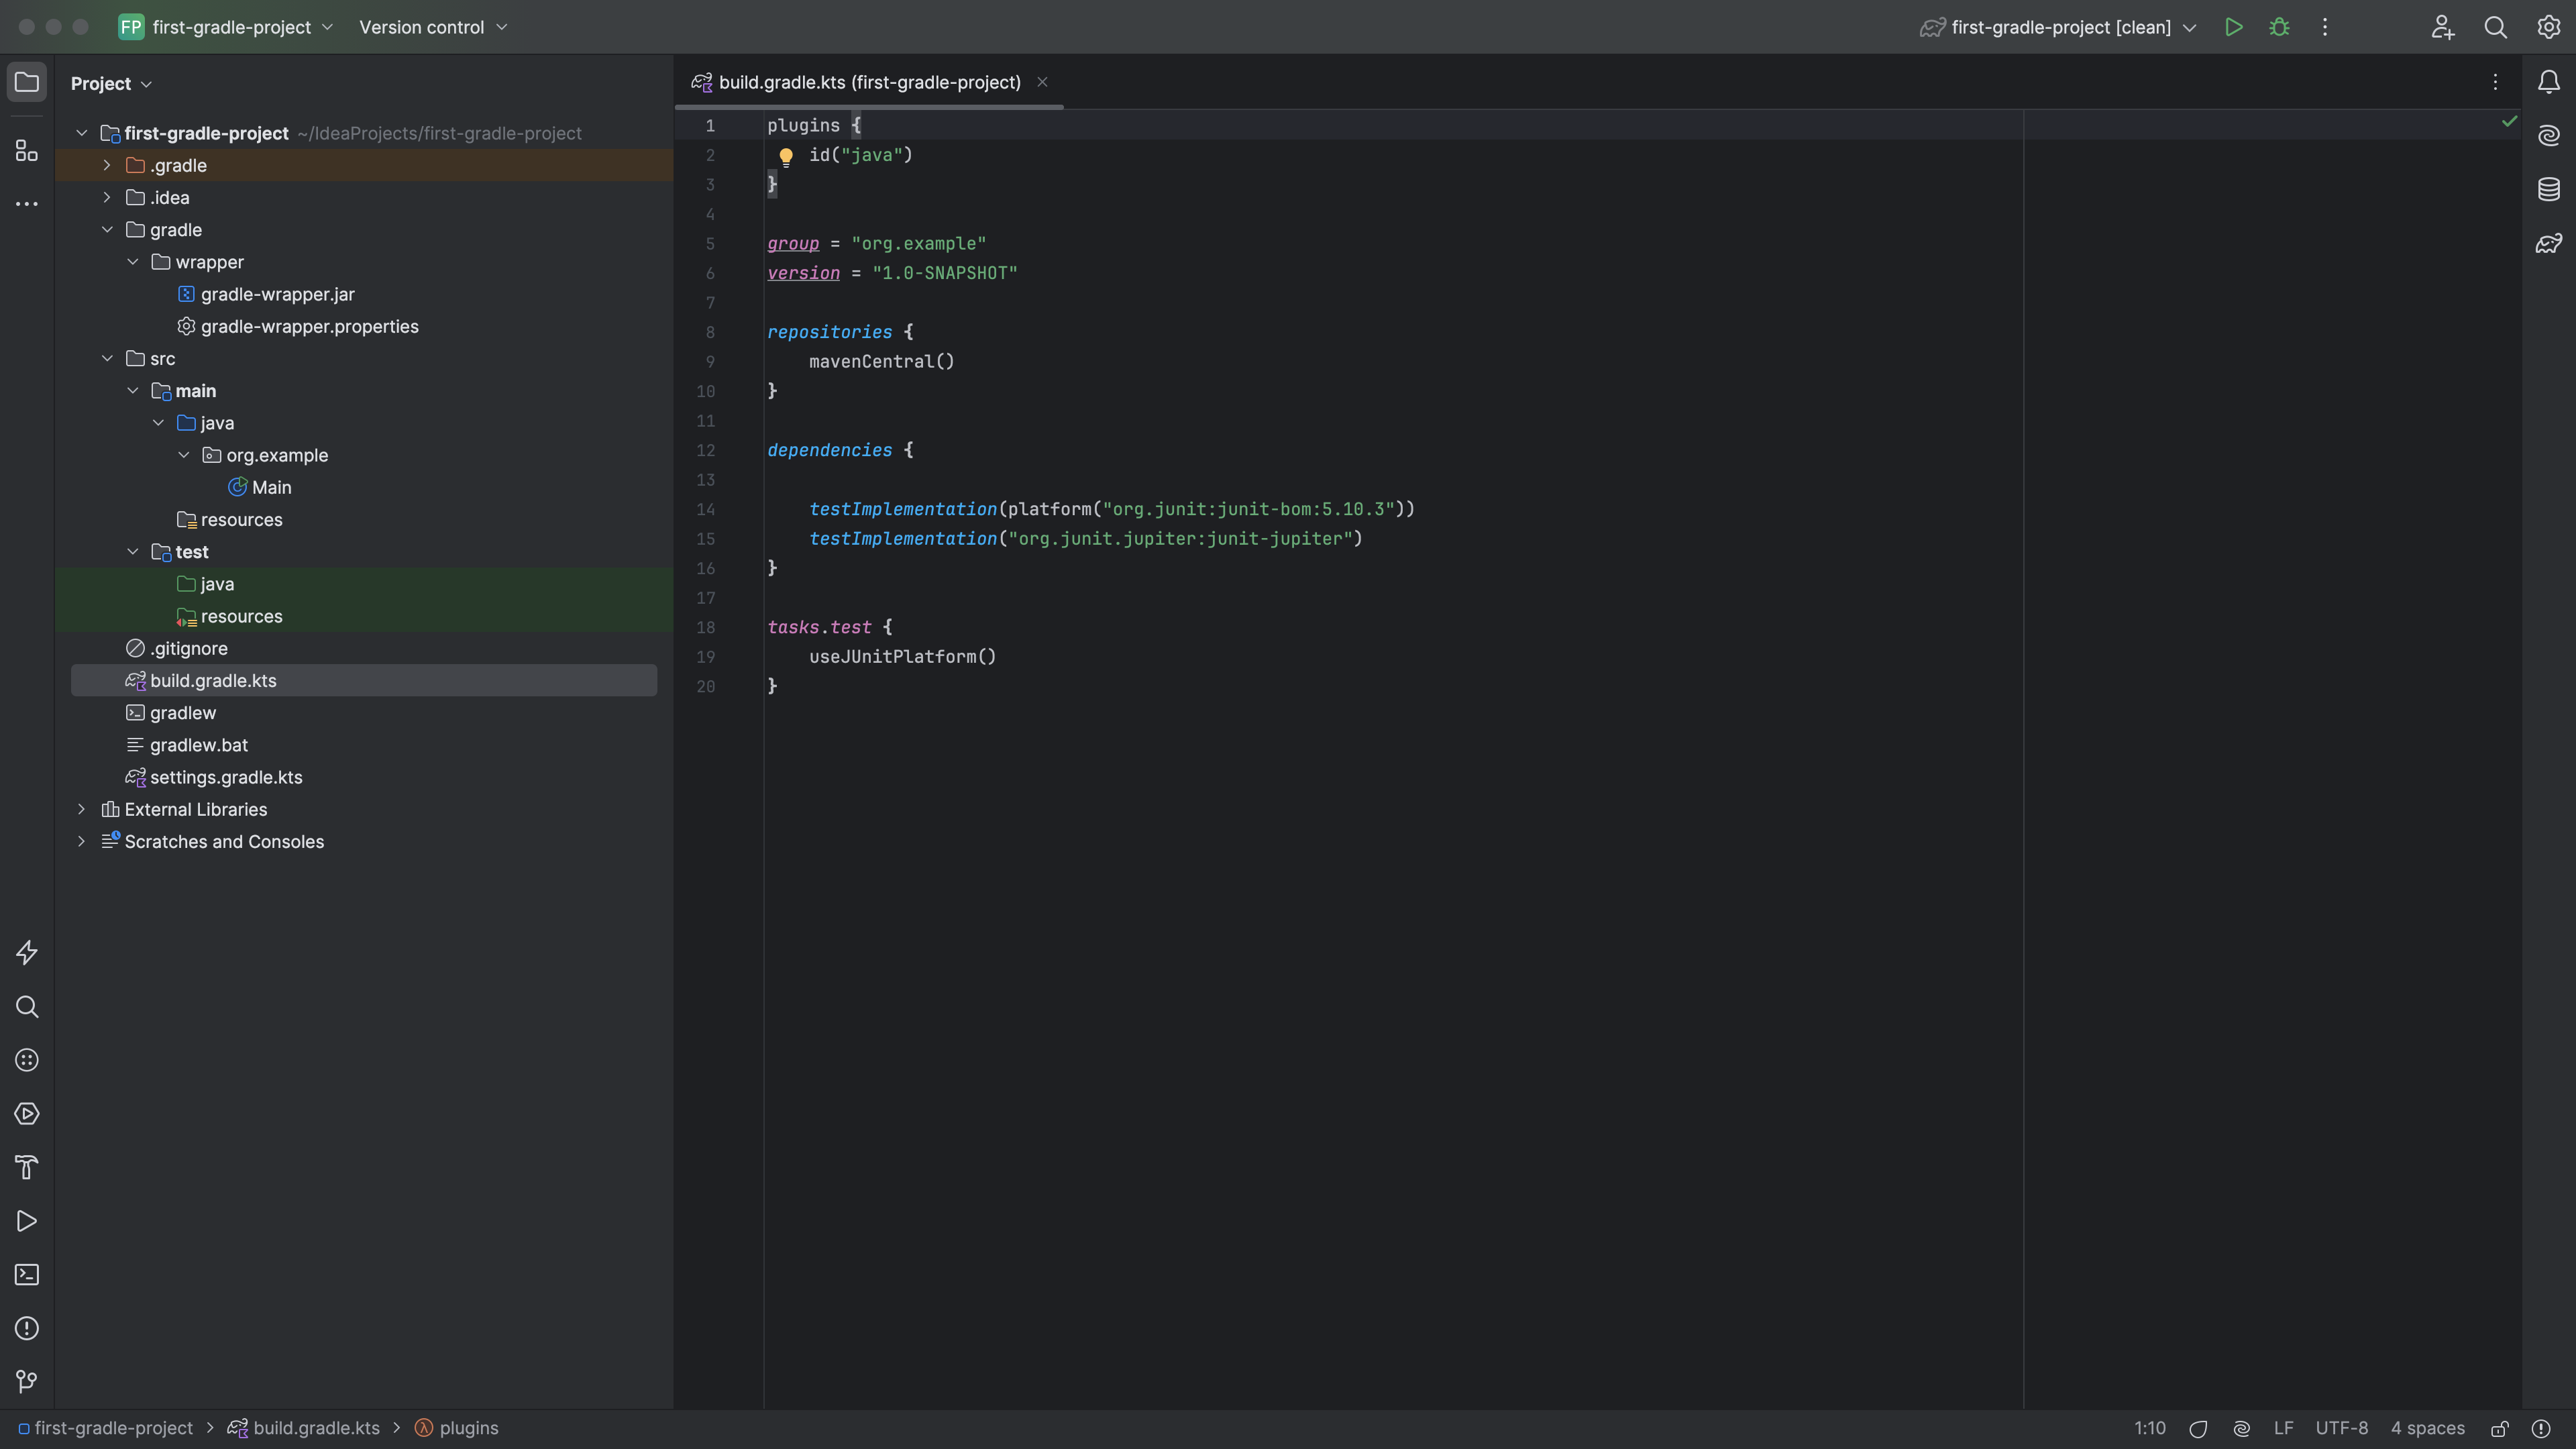 FP first-gradle-project Version control first-gradle-project [clean]
Project
first-gradle-project ~/IdeaProjects/first-gradle-project
.gradle
.idea
gradle
wrapper
gradle-wrapper.jar
gradle-wrapper.properties
src
main
java
org.example
Main
resources
test
java
resources
.gitignore
build.gradle.kts
gradlew
gradlew.bat
settings.gradle.kts
External Libraries
Scratches and Consoles
build.gradle.kts (first-gradle-project)
1 plugins {
2 id("java")
3 }
4
5 group = "org.example"
6 version = "1.0-SNAPSHOT"
7
8 repositories {
9 mavenCentral()
10 }
11
12 dependencies {
13
14 testImplementation(platform("org.junit:junit-bom:5.10.3"))
15 testImplementation("org.junit.jupiter:junit-jupiter")
16 }
17
18 tasks.test {
19 useJUnitPlatform()
20 }
first-gradle-project > build.gradle.kts > plugins 1:10 LF UTF-8 4 spaces